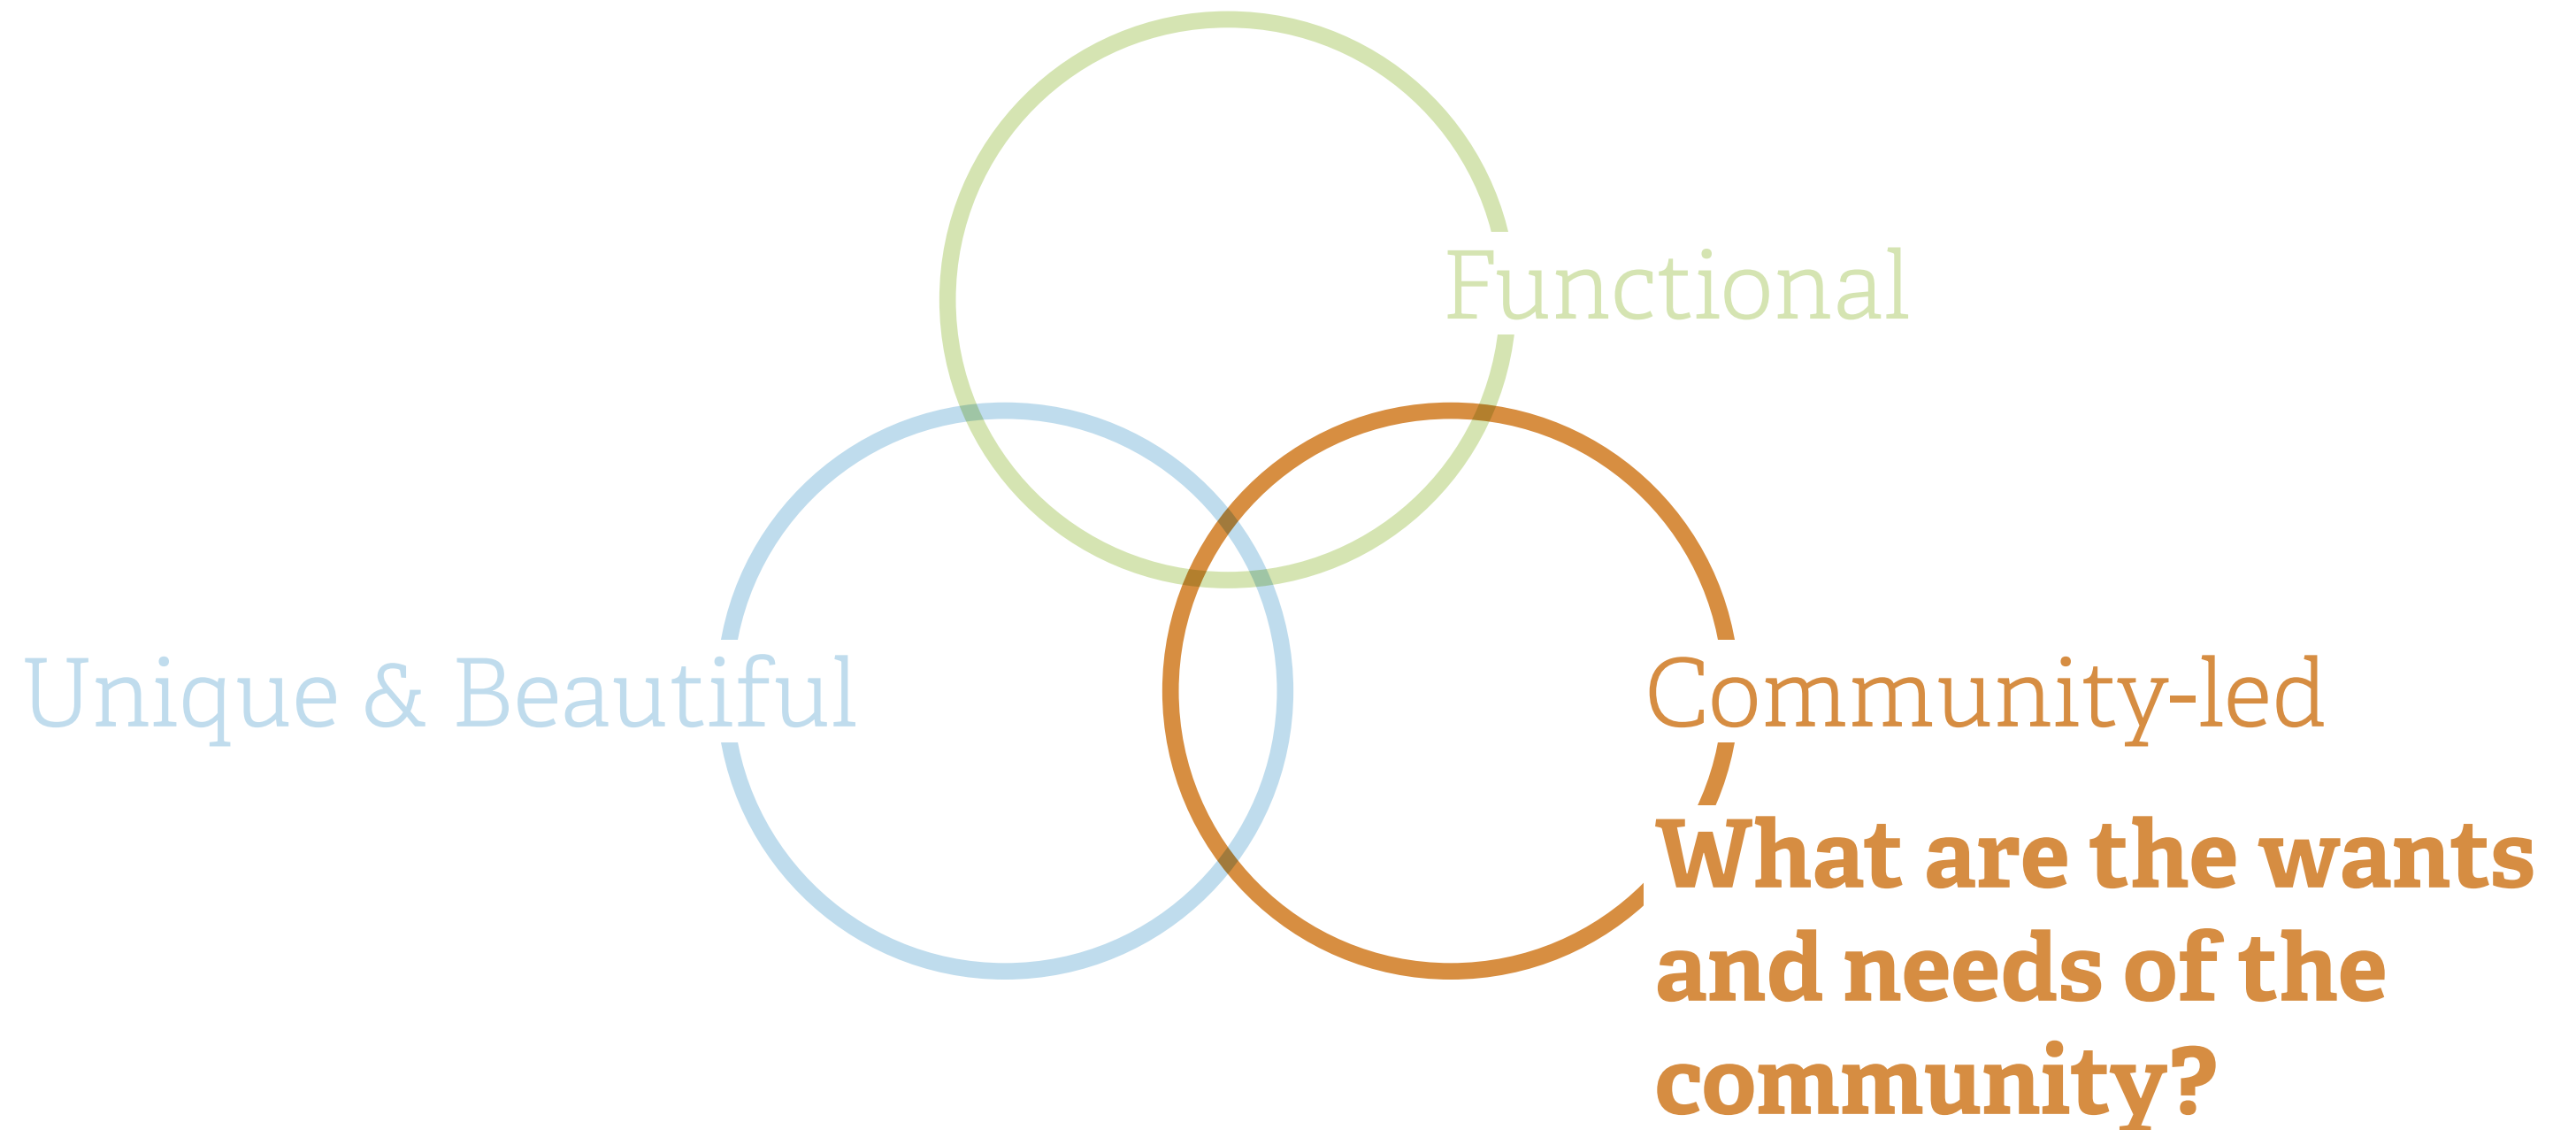 Functional
Unique & Beautiful
Community-led
What are the wants
and needs of the
community?